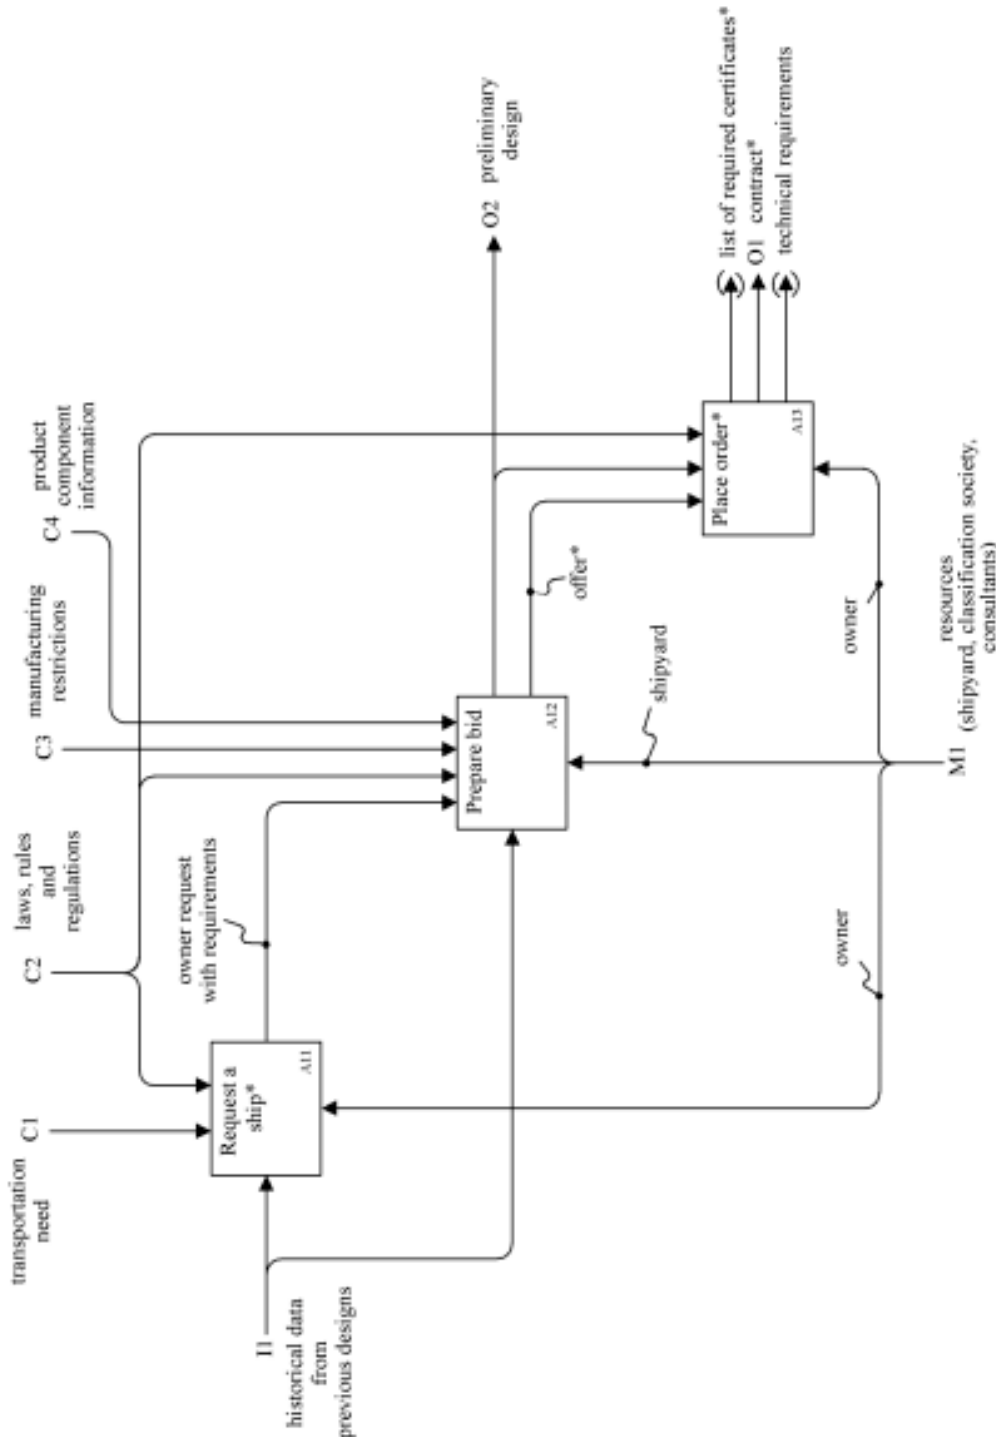 transportation
need
C1
C2
laws, rules
and
regulations
C3
manufacturing
restrictions
C4
product
component
information
I1
historical data
from
previous designs
Request a
ship*
A11
owner request
with requirements
Prepare bid
A12
offer*
Place order*
A13
O2 preliminary
design
list of required certificates*
O1 contract*
technical requirements
shipyard
owner
owner
M1
resources
(shipyard, classification society,
consultants)